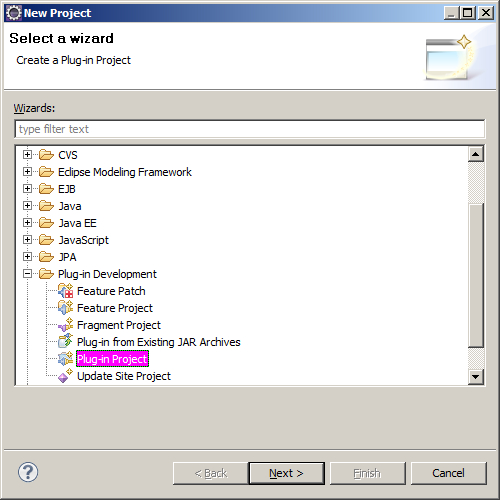 New Project
Select a wizard
Create a Plug-in Project
Wizards:
type filter text
CVS
Eclipse Modeling Framework
EJB
Java
Java EE
JavaScript
JPA
Plug-in Development
Feature Patch
Feature Project
Fragment Project
Plug-in from Existing JAR Archives
Plug-in Project
Update Site Project
? < Back Next > Finish Cancel